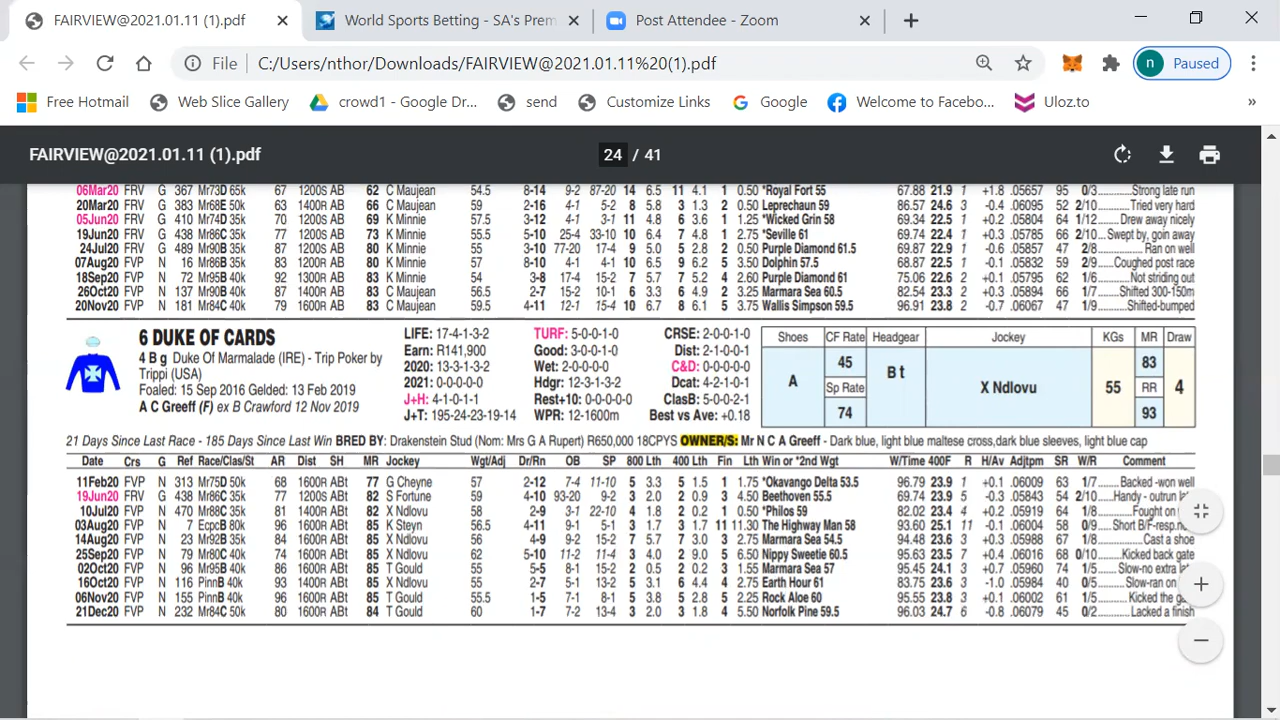 FAIRVIEW@2021.01.11 (1).pdf
World Sports Betting - SA's Prem
Post Attendee - Zoom
File C:/Users/nthor/Downloads/FAIRVIEW@2021.01.11%20(1).pdf
n Paused
Free Hotmail Web Slice Gallery crowd1 - Google Dr... send Customize Links Google Welcome to Facebo... Uloz.to »
FAIRVIEW@2021.01.11 (1).pdf 24 / 41
06Mar20 FRV G 367 Mr73D 65k 67 1200S AB 62 C Maujean 54.5 8-14 9-2 87-20 14 6.5 11 4.1 1 0.50 *Royal Fort 55 67.88 21.9 1 +1.8 .05657 95 0/3 Strong late run
20Mar20 FRV G 383 Mr68E 50k 63 1400R AB 66 C Maujean 59 2-16 4-1 5-2 8 5.8 3 1.3 2 0.50 Leprechaun 59 86.57 24.6 3 -0.4 .06095 52 2/10 Tried very hard
05Jun20 FRV G 410 Mr74D 50k 70 1200S AB 69 K Minnie 57.5 3-12 4-1 3-1 11 4.8 6 3.6 1 1.25 *Wicked Grin 58 69.34 22.5 1 +0.2 .05804 64 1/12 Drew away nicely
19Jun20 FRV G 438 Mr86C 35k 77 1200S AB 73 K Minnie 55.5 5-10 25-4 33-10 10 6.4 7 4.8 1 2.75 *Seville 61 69.74 22.4 1 +0.3 .05785 66 2/10 Swept by, goin away
24Jul20 FRV G 489 Mr88B 35k 87 1200S AB 80 K Minnie 55 3-10 77-20 17-4 9 5.0 5 2.8 2 0.50 Purple Diamond 61.5 69.87 22.9 1 -0.6 .05857 47 2/8 Ran on well
07Aug20 FVP N 16 Mr86B 35k 83 1200R AB 80 K Minnie 57 8-10 4-1 4-1 10 6.5 9 6.2 5 3.50 Dolphin 57.5 69.87 22.5 1 -0.1 .05832 59 2/9 Coughed post race
18Sep20 FVP N 72 Mr95B 40k 92 1300R AB 83 K Minnie 54 3-8 17-4 15-2 7 5.7 7 5.2 4 2.60 Purple Diamond 61 75.06 22.6 2 +0.1 .05795 62 1/6 Not striding out
26Oct20 FVP N 137 Mr90B 40k 87 1400R AB 83 C Maujean 56.5 2-7 15-2 10-1 6 3.3 6 4.9 2 3.25 Marmara Sea 60.5 82.54 23.3 2 +0.3 .05894 66 1/7 Shifted 300-150m
20Nov20 FVP N 181 Mr84C 40k 79 1600R AB 83 C Maujean 59.5 4-11 12-1 15-4 10 6.7 8 6.1 5 3.75 Wallis Simpson 59.5 96.91 23.8 2 -0.7 .06067 47 1/9 Shifted-bumped
6 DUKE OF CARDS
4 B g Duke Of Marmalade (IRE) - Trip Poker by
Trippi (USA)
Foaled: 15 Sep 2016 Gelded: 13 Feb 2019
A C Greeff (F) ex B Crawford 12 Nov 2019
LIFE: 17-4-1-3-2 TURF: 5-0-0-1-0 CRSE: 2-0-0-1-0
Earn: R141,900 Good: 3-0-0-1-0 Dist: 2-1-0-0-1
2020: 13-3-1-3-2 Wet: 2-0-0-0-0 C&D: 0-0-0-0-0
2021: 0-0-0-0-0 Hdgr: 12-3-1-3-2 Dcat: 4-2-1-0-1
J+H: 4-1-0-1-1 Rest+10: 0-0-0-0-0 ClasB: 5-0-0-2-1
J+T: 195-24-23-19-14 WPR: 12-1600m Best vs Ave: +0.18
Shoes CF Rate Headgear Jockey KGs MR Draw
A 45 B t X Ndlovu 55 83 4
Sp Rate RR
74 93
21 Days Since Last Race - 185 Days Since Last Win BRED BY: Drakenstein Stud (Nom: Mrs G A Rupert) R650,000 18CPYS OWNER/S: Mr N C A Greeff - Dark blue, light blue maltese cross,dark blue sleeves, light blue cap
Date Crs G Ref Race/Clas/St AR Dist SH MR Jockey Wgt/Adj Dr/Rn OB SP 800 Lth 400 Lth Fin Lth Win or *2nd Wgt W/Time 400F R H/Av Adjtpm SR W/R Comment
11Feb20 FVP N 313 Mr75D 50k 68 1600R ABt 77 G Cheyne 57 2-12 7-4 11-10 5 3.3 5 1.5 1 1.75 *Okavango Delta 53.5 96.79 23.9 1 +0.1 .06009 63 1/7 Backed -won well
19Jun20 FRV G 438 Mr86C 35k 77 1200S ABt 82 S Fortune 59 4-10 93-20 9-2 3 2.0 2 0.9 3 4.50 Beethoven 55.5 69.74 22.9 5 -0.3 .05843 54 2/10 Handy - outrun
10Jul20 FVP N 470 Mr88C 35k 81 1400R ABt 82 X Ndlovu 58 2-9 3-1 22-10 4 1.8 2 0.2 1 0.50 *Philos 59 82.02 23.4 2 +0.2 .05919 64 1/8 Fought on
03Aug20 FVP N 7 EcpcB 80k 96 1600R ABt 85 K Steyn 56.5 4-11 9-1 5-1 3 1.7 3 1.7 11 11.30 The Highman 58 93.60 25.1 11 -0.1 .06004 58 0/9 Short B/F-resp.n
14Aug20 FVP N 23 Mr92B 35k 84 1600R ABt 85 X Ndlovu 56 4-9 9-2 15-2 7 5.7 7 3.0 3 2.75 Marmara Sea 54.5 94.48 23.6 3 +0.3 .05988 67 1/8 Cast a shoe
25Sep20 FVP N 79 Mr80C 40k 74 1600R ABt 85 X Ndlovu 62 5-10 11-2 11-4 3 4.0 2 9.0 5 6.50 Nippy Sweetie 60.5 95.63 23.5 7 +0.4 .06016 68 0/10 Kicked back gate
02Oct20 FVP N 96 Mr90B 40k 86 1600R ABt 85 T Gould 55 5-5 8-1 15-2 2 0.5 2 0.2 3 1.55 Marmara Sea 57 95.45 24.1 3 +0.7 .05960 74 1/5 Slow-no extra
16Oct20 FVP N 116 PinnB 40k 93 1400R ABt 85 X Ndlovu 55 2-7 5-1 13-2 5 3.1 6 4.4 2 2.75 Earth Hour 61 83.75 23.6 3 -1.0 .05984 40 0/5 Slow-ran on
06Nov20 FVP N 155 PinnB 40k 96 1600R ABt 85 T Gould 55.5 1-5 7-1 8-1 5 3.8 5 2.8 5 2.25 Rock Aloe 60 95.55 23.8 3 +0.1 .06002 61 1/5 Kicked the
21Dec20 FVP N 232 Mr84C 50k 80 1600R ABt 84 T Gould 60 1-7 7-2 13-4 3 2.0 3 1.8 4 5.50 Norfolk Pine 59.5 96.03 24.7 6 -0.8 .06079 45 0/2 Lacked a finish